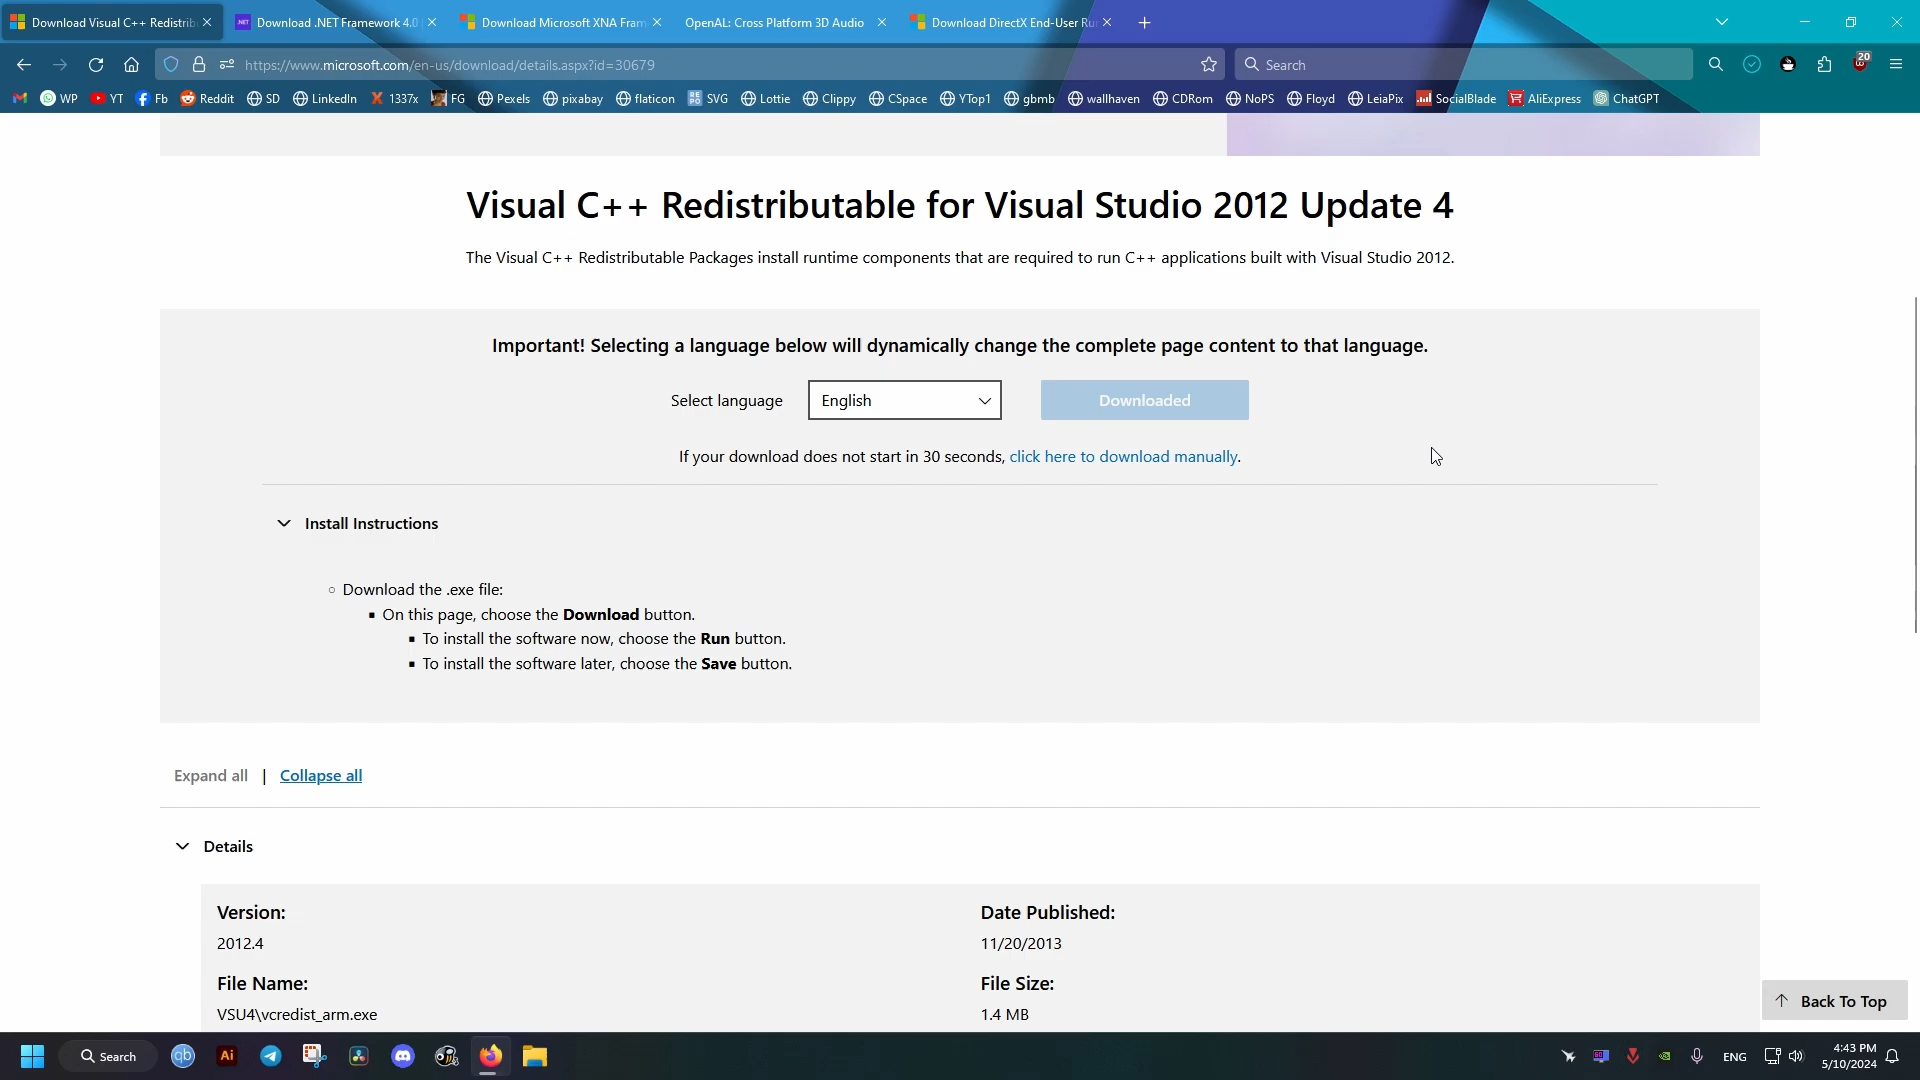 Download Visual C++ Redistrib
Download .NET Framework 4.0
Download Microsoft XNA Fram
OpenAL: Cross Platform 3D Audio
Download DirectX End-User Ru
https://www.microsoft.com/en-us/download/details.aspx?id=30679
Search
20
WP
YT
Fb
Reddit
SD
LinkedIn
1337x
FG
Pexels
pixabay
flaticon
SVG
Lottie
Clippy
CSpace
YTop1
gbmb
wallhaven
CDRom
NoPS
Floyd
LeiaPix
SocialBlade
AliExpress
ChatGPT
Visual C++ Redistributable for Visual Studio 2012 Update 4
The Visual C++ Redistributable Packages install runtime components that are required to run C++ applications built with Visual Studio 2012.
Important! Selecting a language below will dynamically change the complete page content to that language.
Select language English Downloaded
If your download does not start in 30 seconds, click here to download manually.
Install Instructions
Download the .exe file:
On this page, choose the Download button.
To install the software now, choose the Run button.
To install the software later, choose the Save button.
Expand all | Collapse all
Details
Version:
2012.4
Date Published:
11/20/2013
File Name:
VSU4\vcredist_arm.exe
File Size:
1.4 MB
Back To Top
Search
qb
Ai
ENG
4:43 PM
5/10/2024